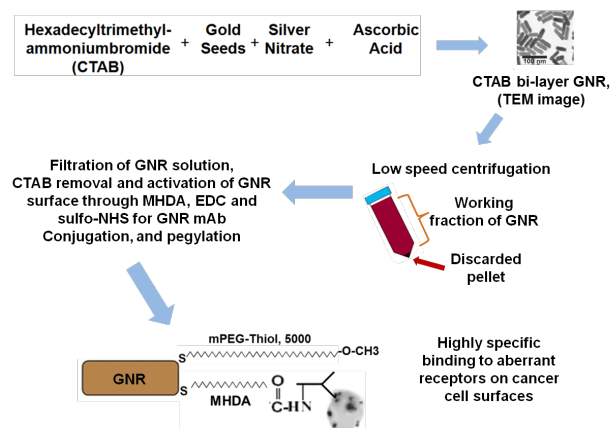 Hexadecyltrimethyl-
ammoniumbromide
(CTAB)
+
Gold
Seeds
+
Silver
Nitrate
+
Ascorbic
Acid
100 nm
CTAB bi-layer GNR,
(TEM image)
Low speed centrifugation
Working
fraction of GNR
Discarded
pellet
Filtration of GNR solution,
CTAB removal and activation of GNR
surface through MHDA, EDC and
sulfo-NHS for GNR mAb
Conjugation, and pegylation
mPEG-Thiol, 5000
S
-O-CH3
GNR
S
MHDA
O
C-HN
Highly specific
binding to aberrant
receptors on cancer
cell surfaces